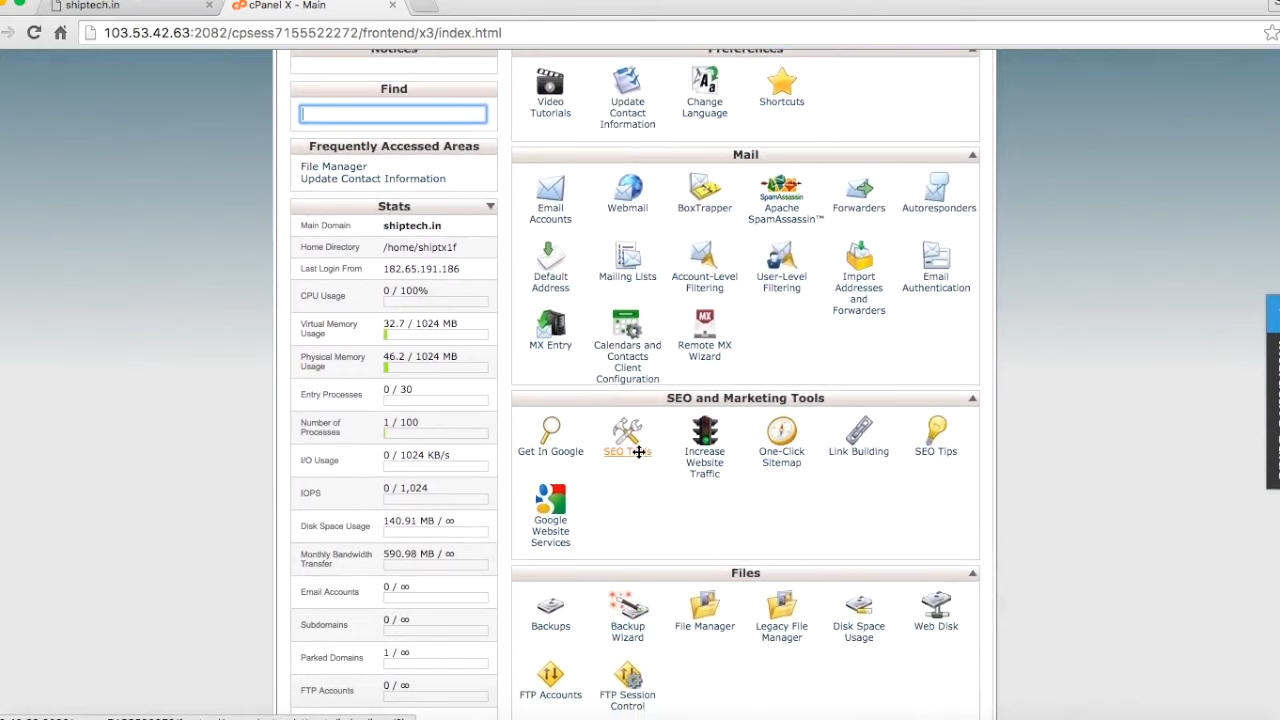 shiptech.in
cPanel X - Main
103.53.42.63:2082/cpsess7155522272/frontend/x3/index.html
Notices
Find
Frequently Accessed Areas
File Manager
Update Contact Information
Stats
Main Domain shiptech.in
Home Directory /home/shiptx1f
Last Login From 182.65.191.186
CPU Usage 0 / 100%
Virtual Memory Usage 32.7 / 1024 MB
Physical Memory Usage 46.2 / 1024 MB
Entry Processes 0 / 30
Number of Processes 1 / 100
I/O Usage 0 / 1024 KB/s
IOPS 0 / 1,024
Disk Space Usage 140.91 MB / ∞
Monthly Bandwidth Transfer 590.98 MB / ∞
Email Accounts 0 / ∞
Subdomains 0 / ∞
Parked Domains 1 / ∞
FTP Accounts 0 / ∞
Preferences
Video Tutorials
Update Contact Information
Change Language
Shortcuts
Mail
Email Accounts
Webmail
BoxTrapper
Apache SpamAssassin™
Forwarders
Autoresponders
Default Address
Mailing Lists
Account-Level Filtering
User-Level Filtering
Import Addresses and Forwarders
Email Authentication
MX Entry
Calendars and Contacts Client Configuration
Remote MX Wizard
SEO and Marketing Tools
Get In Google
SEO Tools
Increase Website Traffic
One-Click Sitemap
Link Building
SEO Tips
Google Website Services
Files
Backups
Backup Wizard
File Manager
Legacy File Manager
Disk Space Usage
Web Disk
FTP Accounts
FTP Session Control